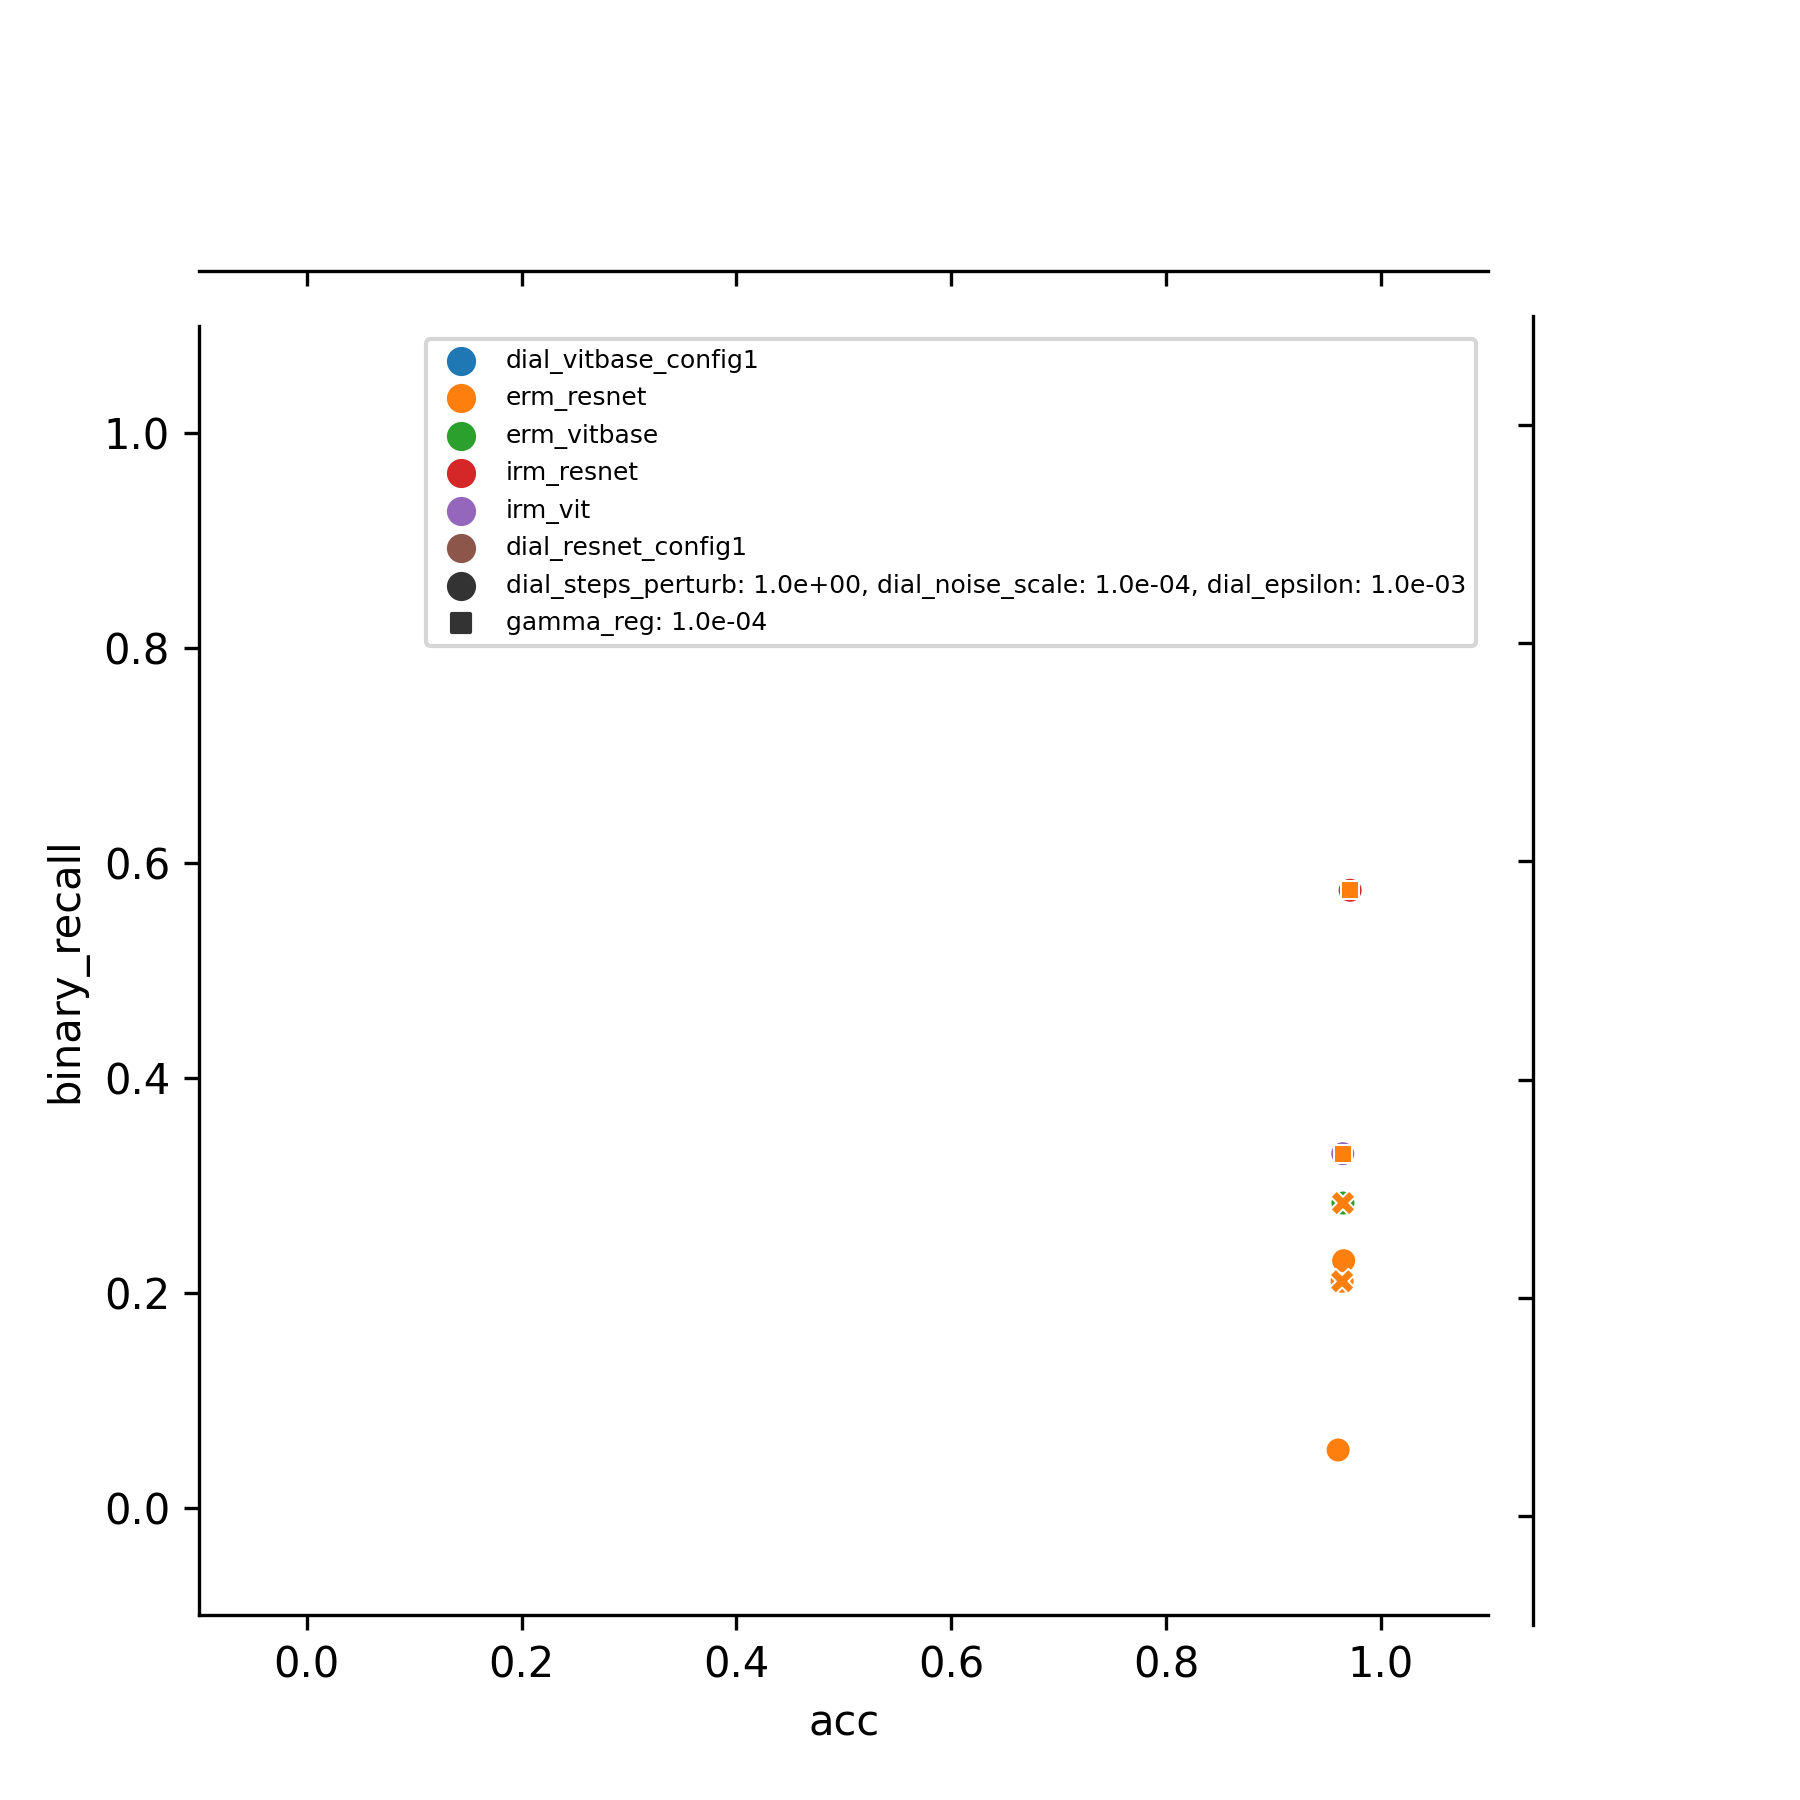 dial_vitbase_config1
erm_resnet
erm_vitbase
irm_resnet
irm_vit
dial_resnet_config1
dial_steps_perturb: 1.0e+00, dial_noise_scale: 1.0e-04, dial_epsilon: 1.0e-03
gamma_reg: 1.0e-04
1.0
0.8
0.6
0.4
0.2
0.0
binary_recall
0.0 0.2 0.4 0.6 0.8 1.0
acc